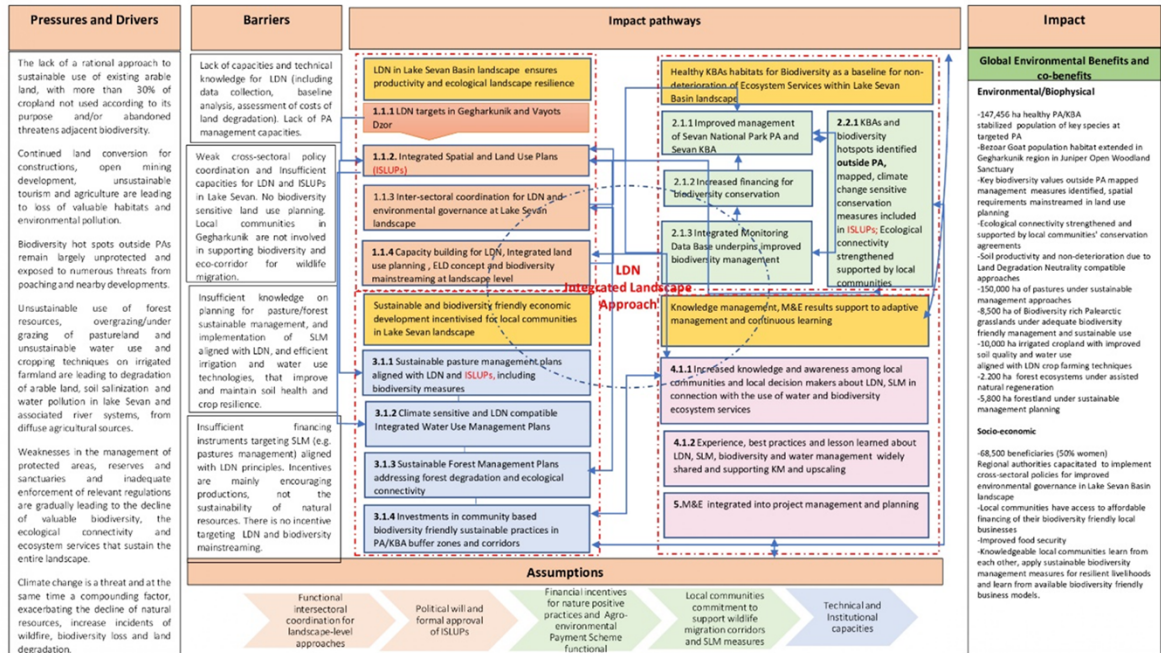 Pressures and Drivers
The lack of a rational approach to
sustainable use of existing arable
land, with more than 30% of
cropland not used according to its
purpose and/or abandoned
threatens adjacent biodiversity.
Continued land conversion for
constructions, open mining
development, unsustainable
tourism and agriculture are leading
to loss of valuable habitats and
environmental pollution.
Biodiversity hot spots outside PAs
remain largely unprotected and
exposed to numerous threats from
poaching and nearby developments.
Unsustainable use of forest
resources, overgrazing/under
grazing of pastureland and
unsustainable water use and
cropping techniques on irrigated
farmland are leading to degradation
of arable land, soil salinization and
water pollution in lake Sevan and
associated river systems, from
diffuse agricultural sources.
Weaknesses in the management of
protected areas, reserves and
sanctuaries and inadequate
enforcement of relevant regulations
are gradually leading to the decline
of valuable biodiversity, the
ecological connectivity and
ecosystem services that sustain the
entire landscape.
Climate change is a threat and at the
same time a compounding factor,
exacerbating the decline of natural
resources, increase incidents of
wildfire, biodiversity loss and land
degradation.
Barriers
Lack of capacities and technical
knowledge for LDN (including
data collection, baseline
analysis, assessment of costs of
land degradation). Lack of PA
management capacities.
Weak cross-sectoral policy
coordination and Insufficient
capacities for LDN and ISLUPs
in Lake Sevan. No biodiversity
sensitive land use planning.
Local communities in
Gegharkunik are not involved
in supporting biodiversity and
eco-corridor for wildlife
migration.
Insufficient knowledge on
planning for pasture/forest
sustainable management, and
implementation of SLM
aligned with LDN, and efficient
irrigation and water use
technologies, that improve
and maintain soil health and
crop resilience.
Insufficient financing
instruments targeting SLM (e.g.
pastures management) aligned
with LDN principles. Incentives
are mainly encouraging
productions, not the
sustainability of natural
resources. There is no incentive
targeting LDN and biodiversity
mainstreaming.
Impact pathways
LDN in Lake Sevan Basin landscape ensures
productivity and ecological landscape resilience
1.1.1 LDN targets in Gegharkunik and Vayots
Dzor
1.1.2. Integrated Spatial and Land Use Plans
(ISLUPs)
1.1.3 Inter-sectoral coordination for LDN and
environmental governance at Lake Sevan
landscape
1.1.4 Capacity building for LDN, Integrated land
use planning , ELD concept and biodiversity
mainstreaming at landscape level
Sustainable and biodiversity friendly economic
development incentivised for local communities
in Lake Sevan landscape
3.1.1 Sustainable pasture management plans
aligned with LDN and ISLUPs, including
biodiversity measures
3.1.2 Climate sensitive and LDN compatible
Integrated Water Use Management Plans
3.1.3 Sustainable Forest Management Plans
addressing forest degradation and ecological
connectivity
3.1.4 Investments in community based
biodiversity friendly sustainable practices in
PA/KBA buffer zones and corridors
LDN
Integrated Landscape
Approach
Healthy KBAs habitats for Biodiversity as a baseline for non-
deterioration of Ecosystem Services within Lake Sevan
Basin landscape
2.1.1 Improved management
of Sevan National Park PA and
Sevan KBA
2.1.2 Increased financing for
biodiversity conservation
2.1.3 Integrated Monitoring
Data Base underpins improved
biodiversity management
2.2.1 KBAs and
biodiversity
hotspots identified
outside PA,
mapped, climate
change sensitive
conservation
measures included
in ISLUPs; Ecological
connectivity
strengthened
supported by local
communities
Knowledge management, M&E results support to adaptive
management and continuous learning
4.1.1 Increased knowledge and awareness among local
communities and local decision makers about LDN, SLM in
connection with the use of water and biodiversity
ecosystem services
4.1.2 Experience, best practices and lesson learned about
LDN, SLM, biodiversity and water management widely
shared and supporting KM and upscaling
5.M&E integrated into project management and planning
Assumptions
Functional
intersectoral
coordination for
landscape-level
approaches
Political will and
formal approval
of ISLUPs
Financial incentives
for nature positive
practices and Agro-
environmental
Payment Scheme
functional
Local communities
commitment to
support wildlife
migration corridors
and SLM measures
Technical and
Institutional
capacities
Impact
Global Environmental Benefits and
co-benefits
Environmental/Biophysical
-147,456 ha healthy PA/KBA
stabilized population of key species at
targeted PA
-Bezoar Goat population habitat extended in
Gegharkunik region in Juniper Open Woodland
Sanctuary
-Key biodiversity values outside PA mapped
management measures identified, spatial
requirements mainstreamed in land use
planning
-Ecological connectivity strengthened and
supported by local communities' conservation
agreements
-Soil productivity and non-deterioration due to
Land Degradation Neutrality compatible
approaches
-150,000 ha of pastures under sustainable
management approaches
-8,500 ha of Biodiversity rich Palearctic
grasslands under adequate biodiversity
friendly management and sustainable use
-10,000 ha irrigated cropland with improved
soil quality and water use
aligned with LDN crop farming techniques
-2.200 ha forest ecosystems under assisted
natural regeneration
-5,800 ha forestland under sustainable
management planning
Socio-economic
-68,500 beneficiaries (50% women)
Regional authorities capacitated to implement
cross-sectoral policies for improved
environmental governance in Lake Sevan Basin
landscape
-Local communities have access to affordable
financing of their biodiversity friendly local
businesses
-Improved food security
-Knowledgeable local communities learn from
each other, apply sustainable biodiversity
management measures for resilient livelihoods
and learn from available biodiversity friendly
business models.